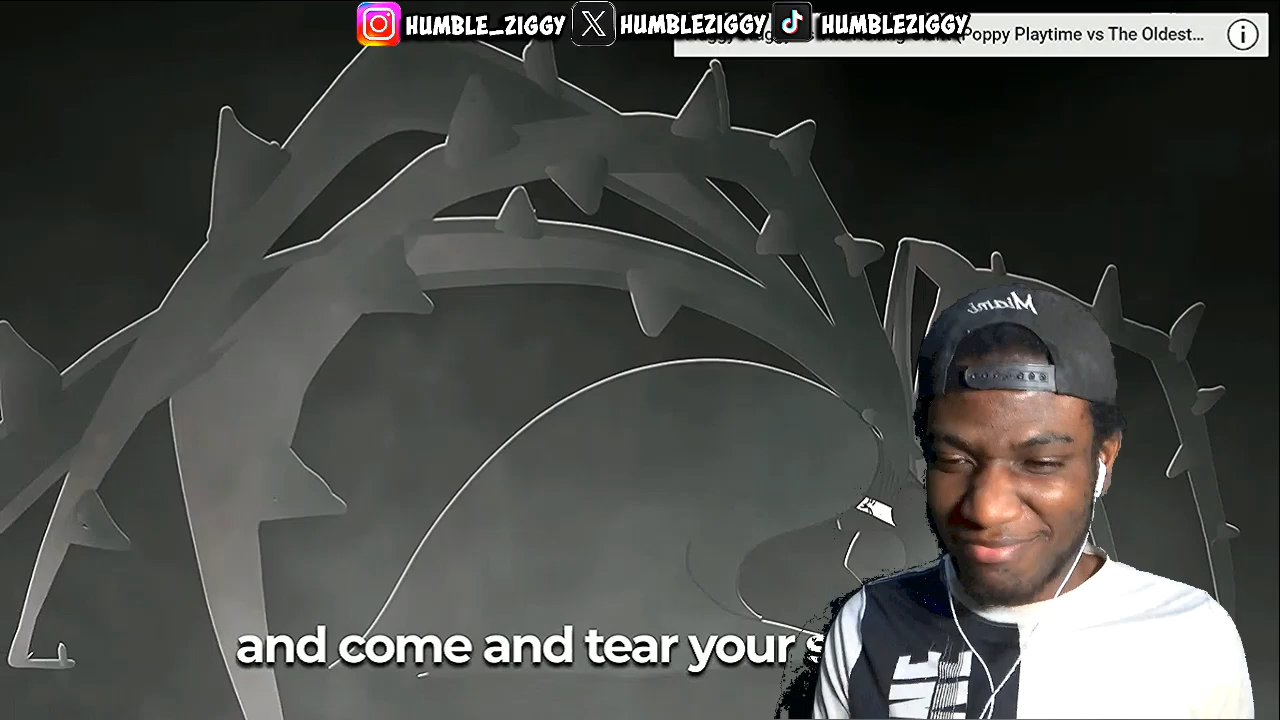 HUMBLE_ZIGGY HUMBLEZIGGY HUMBLEZIGGY
(Poppy Playtime vs The Oldest...
Miami
and come and tear your